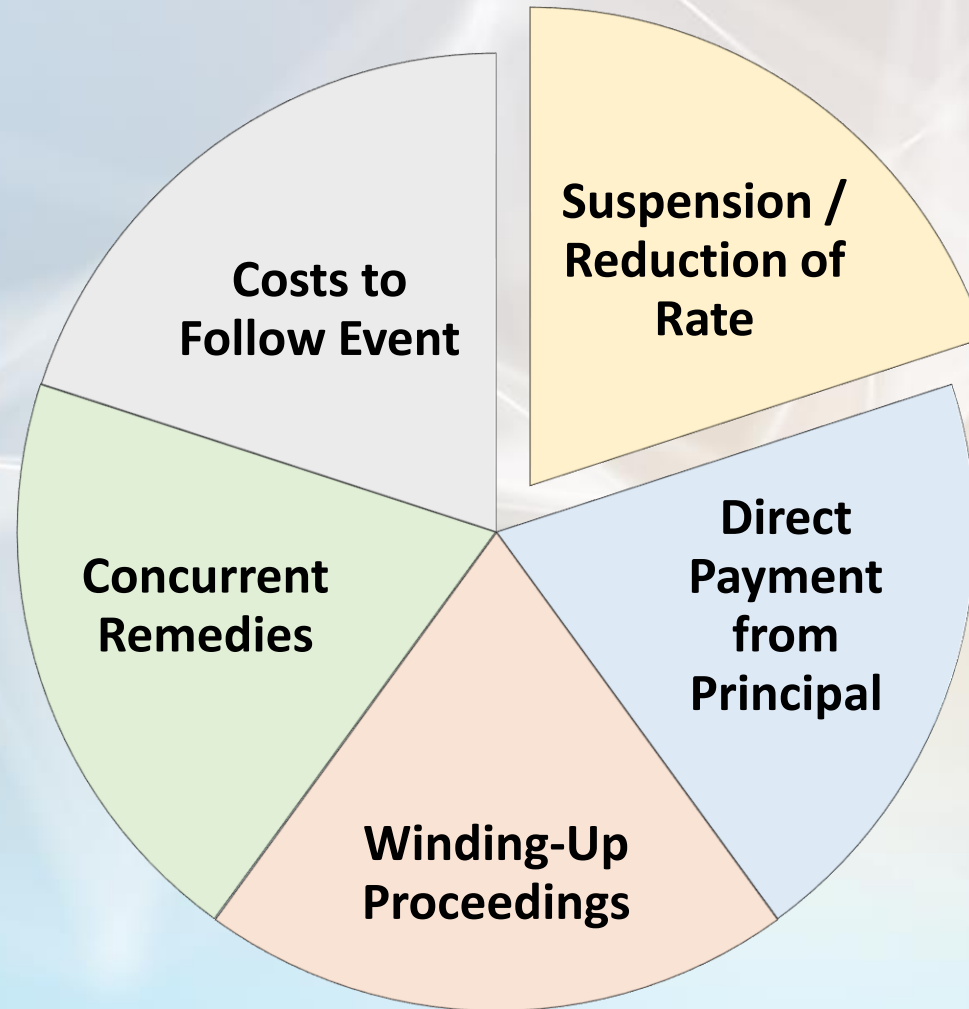 Suspension /
Reduction of
Rate
Direct
Payment
from
Principal
Winding-Up
Proceedings
Concurrent
Remedies
Costs to
Follow Event